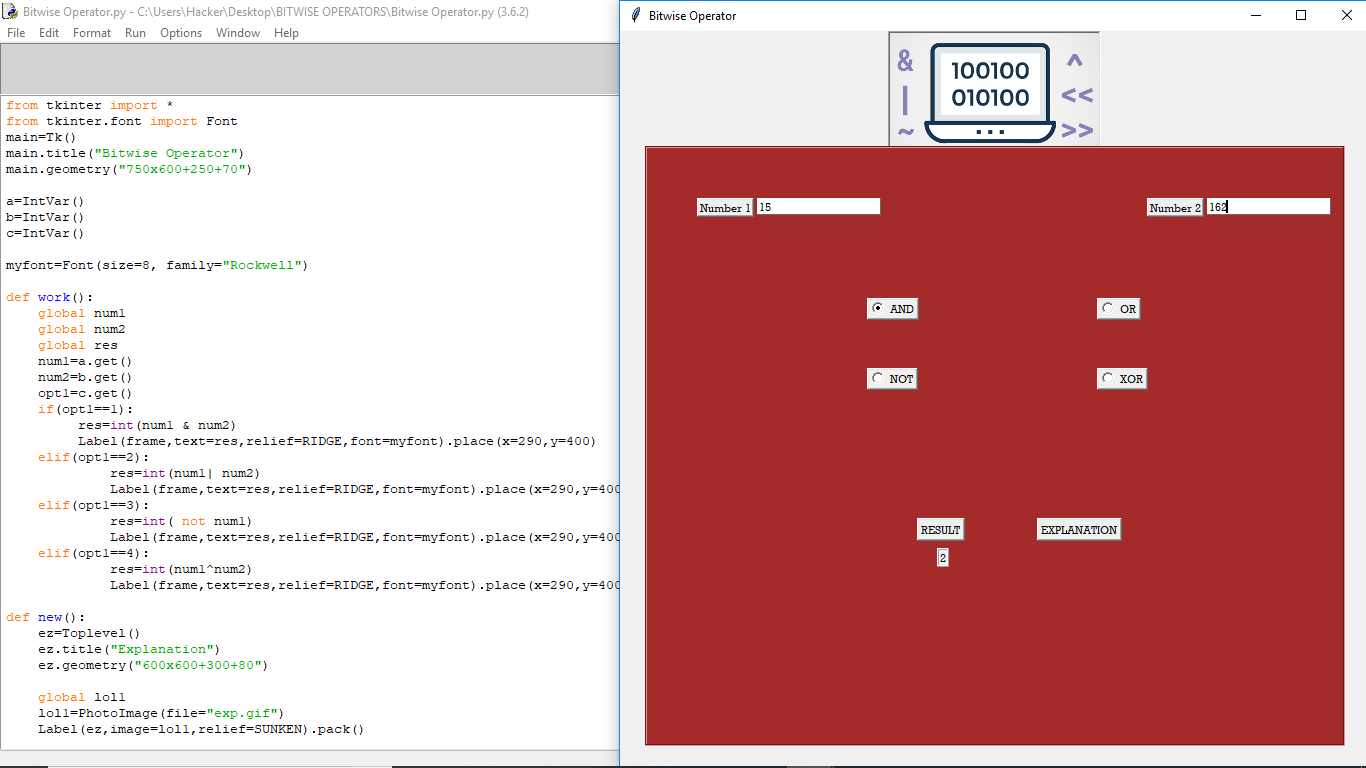 Bitwise Operator.py - C:\Users\Hacker\Desktop\BITWISE OPERATORS\Bitwise Operator.py (3.6.2)
File Edit Format Run Options Window Help
from tkinter import *
from tkinter.font import Font
main=Tk()
main.title("Bitwise Operator")
main.geometry("750x600+250+70")
a=IntVar()
b=IntVar()
c=IntVar()
myfont=Font(size=8, family="Rockwell")
def work():
    global num1
    global num2
    global res
    num1=a.get()
    num2=b.get()
    opt1=c.get()
    if(opt1==1):
         res=int(num1 & num2)
         Label(frame,text=res,relief=RIDGE,font=myfont).place(x=290,y=400)
    elif(opt1==2):
             res=int(num1| num2)
             Label(frame,text=res,relief=RIDGE,font=myfont).place(x=290,y=400
    elif(opt1==3):
             res=int( not num1)
             Label(frame,text=res,relief=RIDGE,font=myfont).place(x=290,y=400
    elif(opt1==4):
             res=int(num1^num2)
             Label(frame,text=res,relief=RIDGE,font=myfont).place(x=290,y=400
def new():
    ez=Toplevel()
    ez.title("Explanation")
    ez.geometry("600x600+300+80")
    global lol1
    lol1=PhotoImage(file="exp.gif")
    Label(ez,image=lol1,relief=SUNKEN).pack()
Bitwise Operator
& 100100 ^
| 010100 <<
~ ... >>
Number 1 15 Number 2 162
AND OR
NOT XOR
RESULT EXPLANATION
2